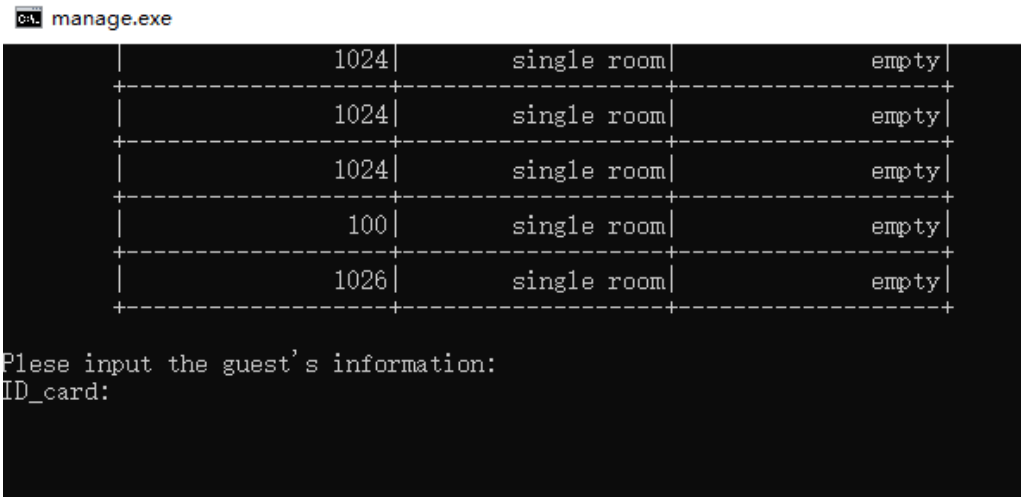 manage.exe
| 1024| single room| empty|
+--------------------+--------------------+--------------------+
| 1024| single room| empty|
+--------------------+--------------------+--------------------+
| 1024| single room| empty|
+--------------------+--------------------+--------------------+
| 100| single room| empty|
+--------------------+--------------------+--------------------+
| 1026| single room| empty|
+--------------------+--------------------+--------------------+
Plese input the guest's information:
ID_card: